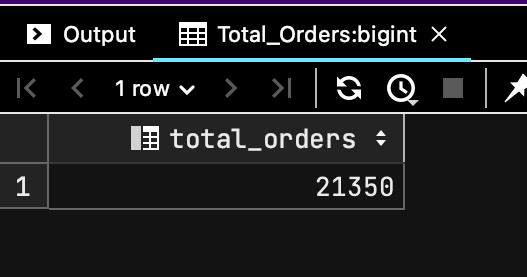 Output
Total_Orders:bigint
1 row
total_orders
1
21350